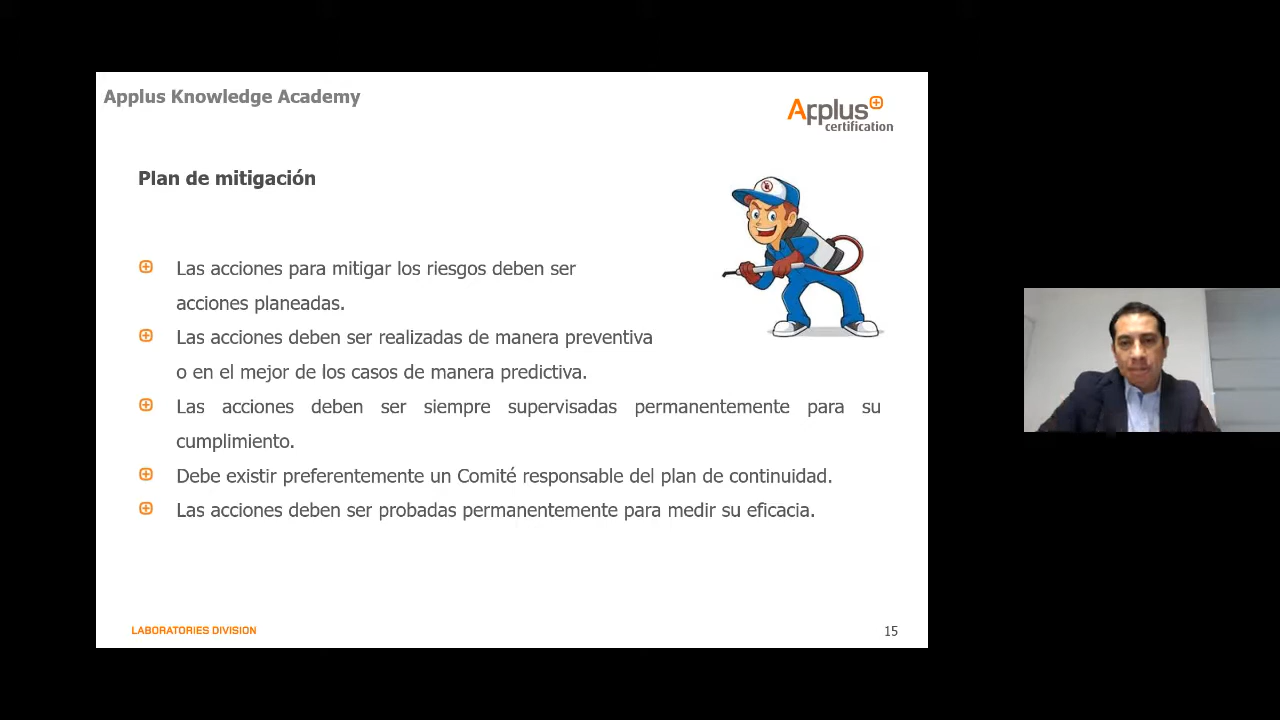 Applus Knowledge Academy
Applus+
certification
Plan de mitigación
Las acciones para mitigar los riesgos deben ser
acciones planeadas.
Las acciones deben ser realizadas de manera preventiva
o en el mejor de los casos de manera predictiva.
Las acciones deben ser siempre supervisadas permanentemente para su
cumplimiento.
Debe existir preferentemente un Comité responsable del plan de continuidad.
Las acciones deben ser probadas permanentemente para medir su eficacia.
LABORATORIES DIVISION
15